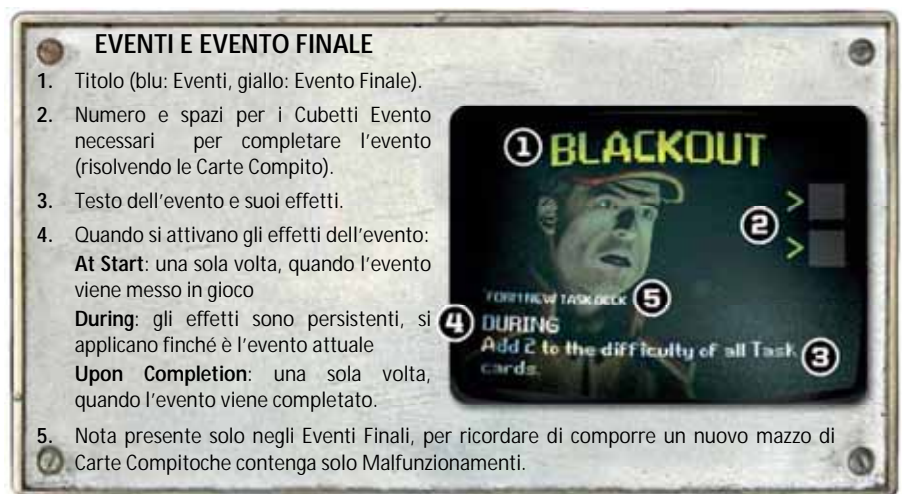 EVENTI E EVENTO FINALE
1. Titolo (blu: Eventi, giallo: Evento Finale).
2. Numero e spazi per i Cubetti Evento
necessari per completare l'evento
(risolvendo le Carte Compito).
3. Testo dell'evento e suoi effetti.
4. Quando si attivano gli effetti dell'evento:
At Start: una sola volta, quando l'evento
viene messo in gioco
During: gli effetti sono persistenti, si
applicano finché è l'evento attuale
Upon Completion: una sola volta,
quando l'evento viene completato.
1 BLACKOUT
>
2
>
FORM NEW TASK DECK 5
4 DURING
Add 2 to the difficulty of all Task 3
cards.
5. Nota presente solo negli Eventi Finali, per ricordare di comporre un nuovo mazzo di
Carte Compitoche contenga solo Malfunzionamenti.